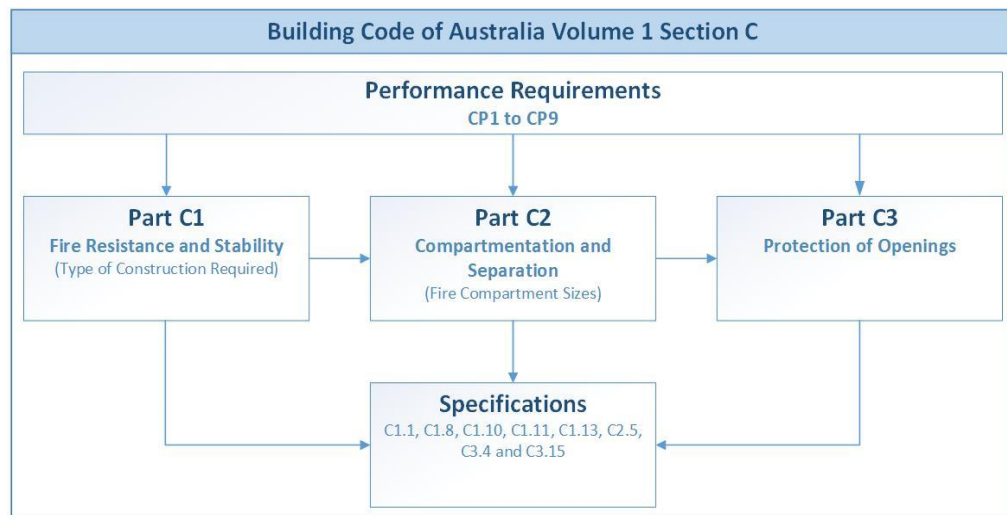 Building Code of Australia Volume 1 Section C
Performance Requirements
CP1 to CP9
Part C1
Fire Resistance and Stability
(Type of Construction Required)
Part C2
Compartmentation and
Separation
(Fire Compartment Sizes)
Part C3
Protection of Openings
Specifications
C1.1, C1.8, C1.10, C1.11, C1.13, C2.5,
C3.4 and C3.15